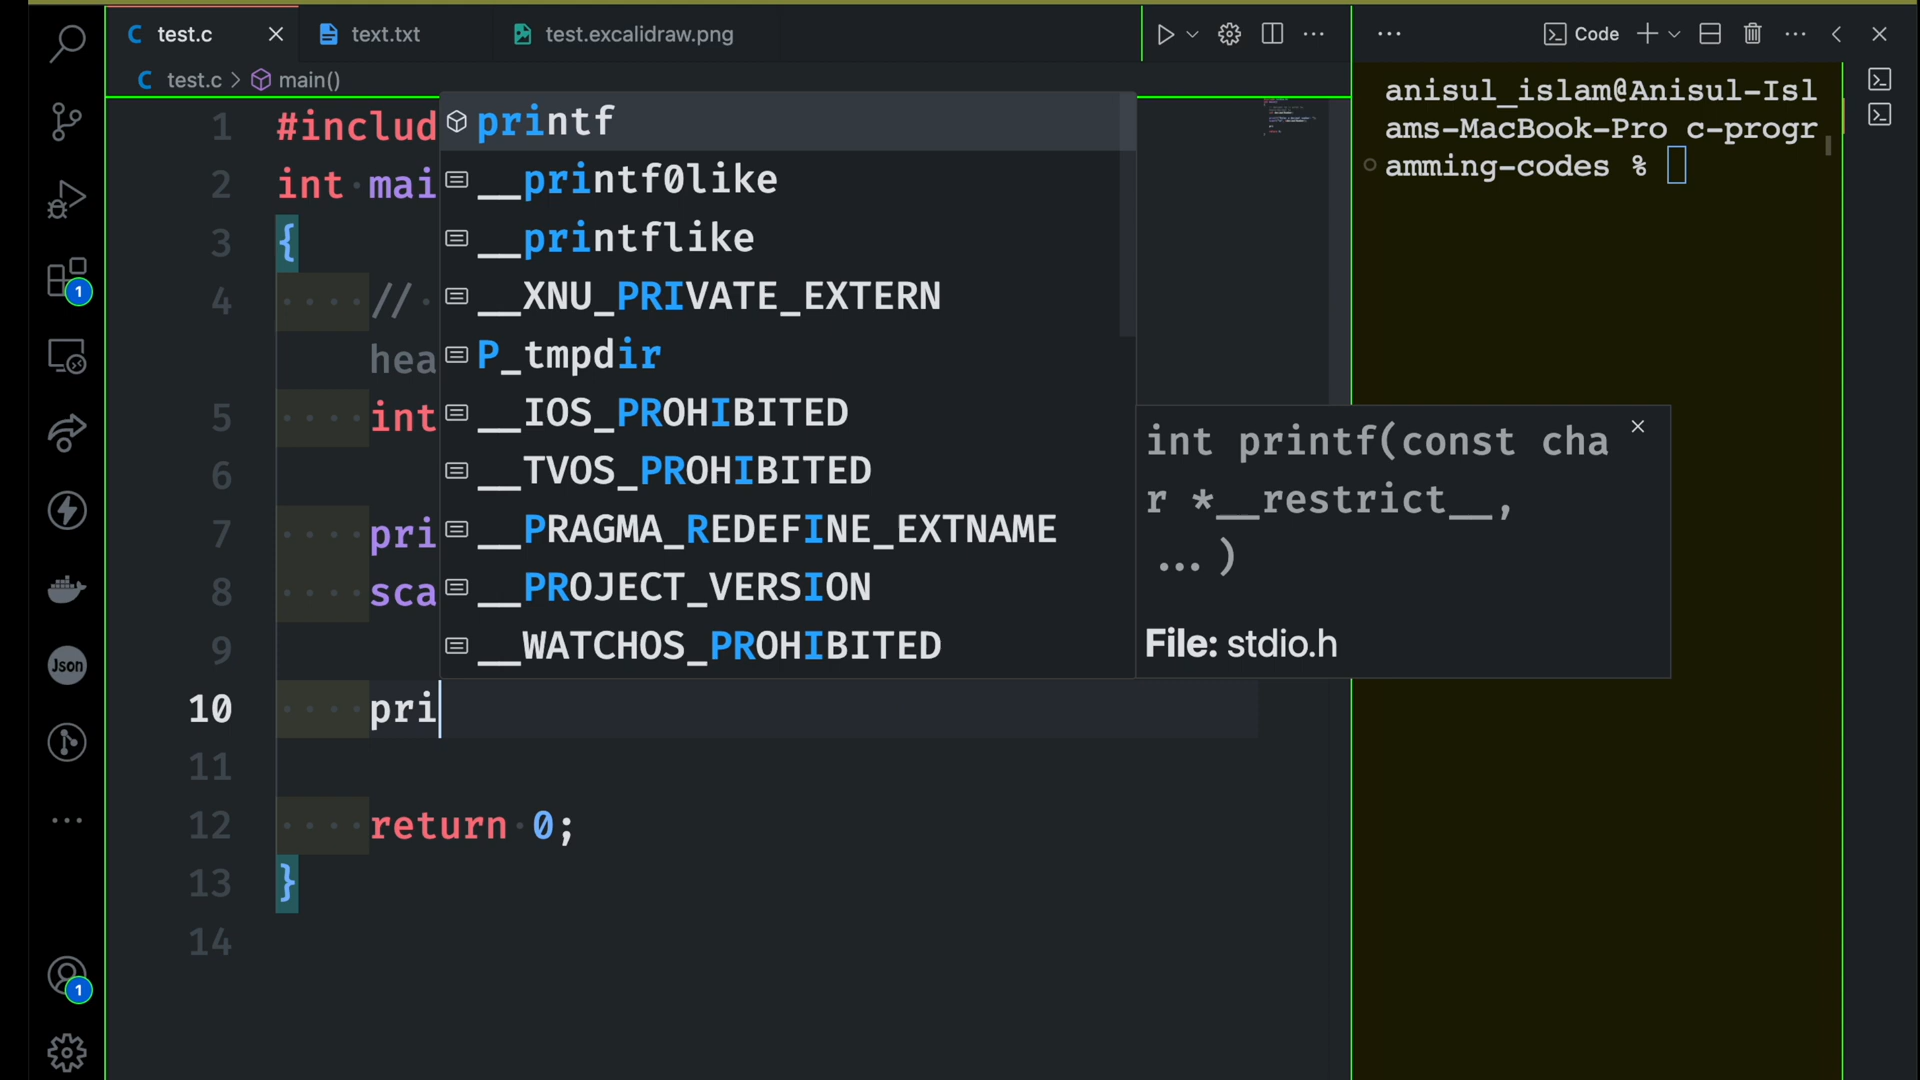 test.c
text.txt
test.excalidraw.png
Code
test.c > main()
1 #includ
2 int mai
3 {
4 //
hea
5 int
6
7 pri
8 sca
9
10 pri
11
12 return 0;
13 }
14
printf
__printf0like
__printflike
__XNU_PRIVATE_EXTERN
P_tmpdir
__IOS_PROHIBITED
__TVOS_PROHIBITED
__PRAGMA_REDEFINE_EXTNAME
__PROJECT_VERSION
__WATCHOS_PROHIBITED
int printf(const cha
r *__restrict__,
... )
File: stdio.h
anisul_islam@Anisul-Isl
ams-MacBook-Pro c-progr
amming-codes %
1
Json
1